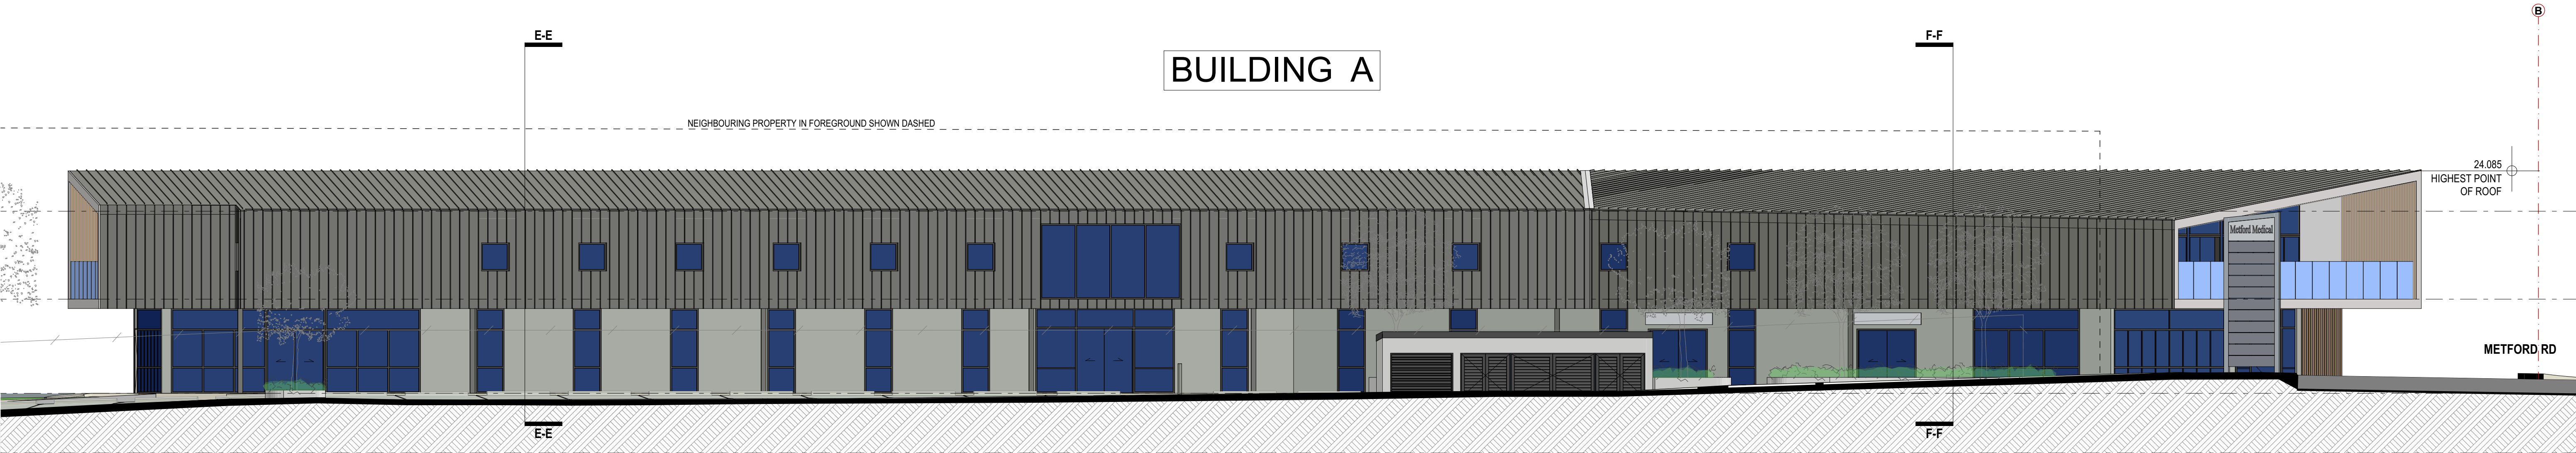 B
E-E
F-F
BUILDING A
NEIGHBOURING PROPERTY IN FOREGROUND SHOWN DASHED
24.085
HIGHEST POINT
OF ROOF
Metford Medical
METFORD RD
E-E
F-F